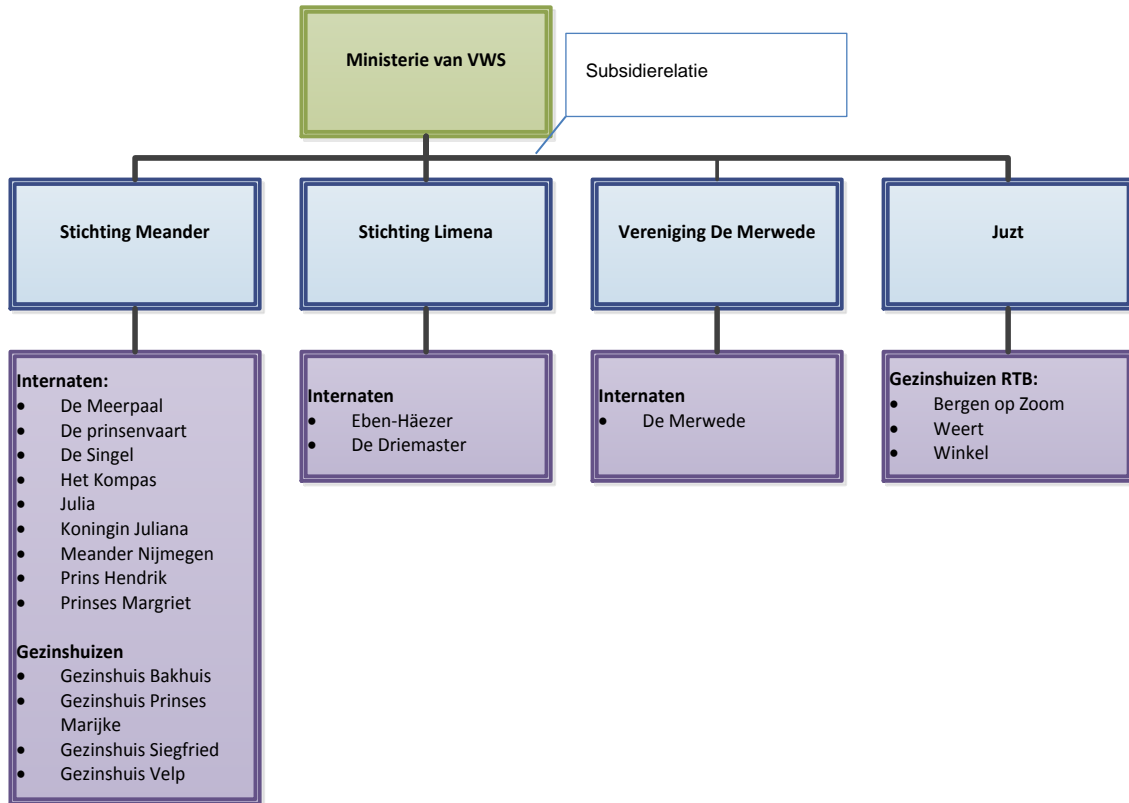 Ministerie van VWS
Subsidierelatie
Stichting Meander
Stichting Limena
Vereniging De Merwede
Juzt
Internaten:
• De Meerpaal
• De prinsenvaart
• De Singel
• Het Kompas
• Julia
• Koningin Juliana
• Meander Nijmegen
• Prins Hendrik
• Prinses Margriet
Gezinshuizen
• Gezinshuis Bakhuis
• Gezinshuis Prinses
Marijke
• Gezinshuis Siegfried
• Gezinshuis Velp
Internaten
• Eben-Häezer
• De Driemaster
Internaten
• De Merwede
Gezinshuizen RTB:
• Bergen op Zoom
• Weert
• Winkel